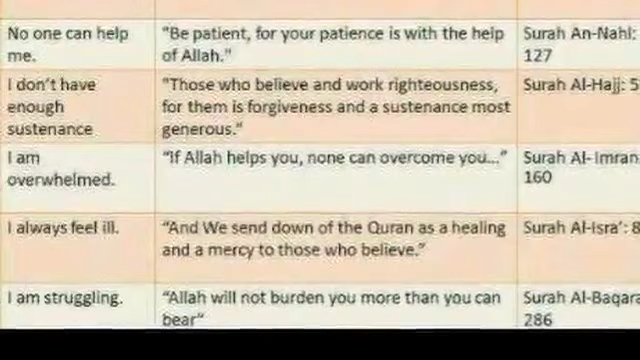 No one can help
me.
"Be patient, for your patience is with the help
of Allah."
Surah An-Nahl:
127
I don't have
enough
sustenance
"Those who believe and work righteousness,
for them is forgiveness and a sustenance most
generous."
Surah Al-Hajj: 5
I am
overwhelmed.
"If Allah helps you, none can overcome you..."
Surah Al- Imran
160
I always feel ill.
"And We send down of the Quran as a healing
and a mercy to those who believe."
Surah Al-Isra': 8
I am struggling.
"Allah will not burden you more than you can
bear"
Surah Al-Baqara
286